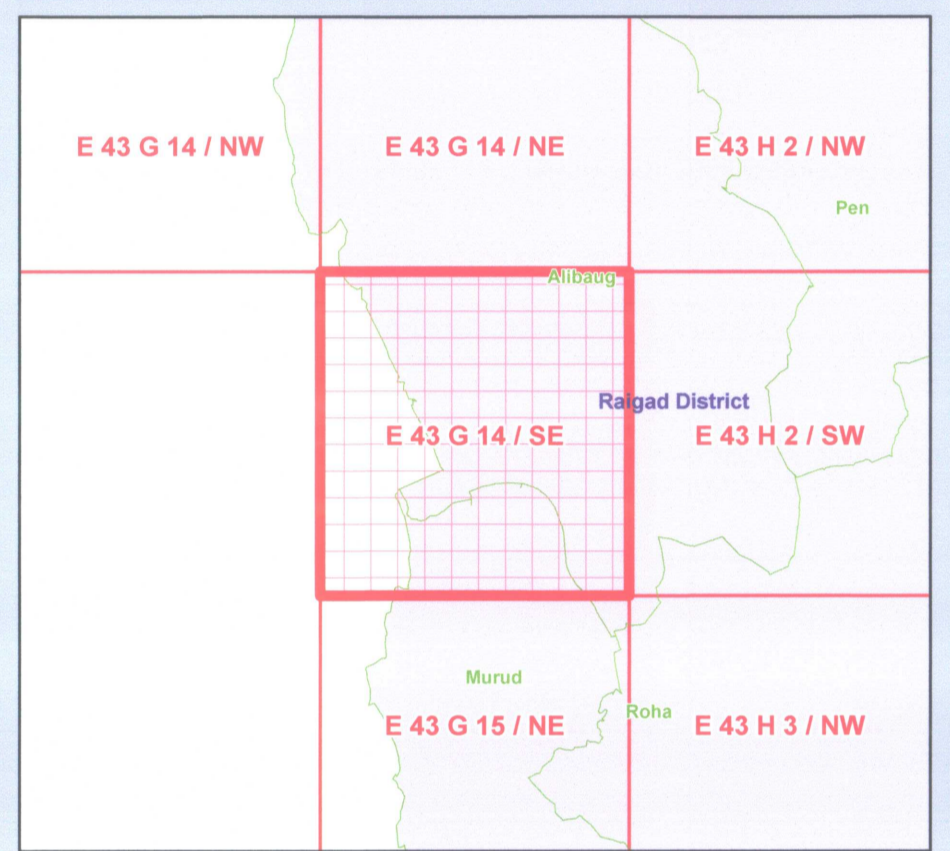 E 43 G 14 / NW
E 43 G 14 / NE
E 43 H 2 / NW
Pen
Alibaug
Raigad District
E 43 G 14 / SE
E 43 H 2 / SW
Murud
Roha
E 43 G 15 / NE
E 43 H 3 / NW